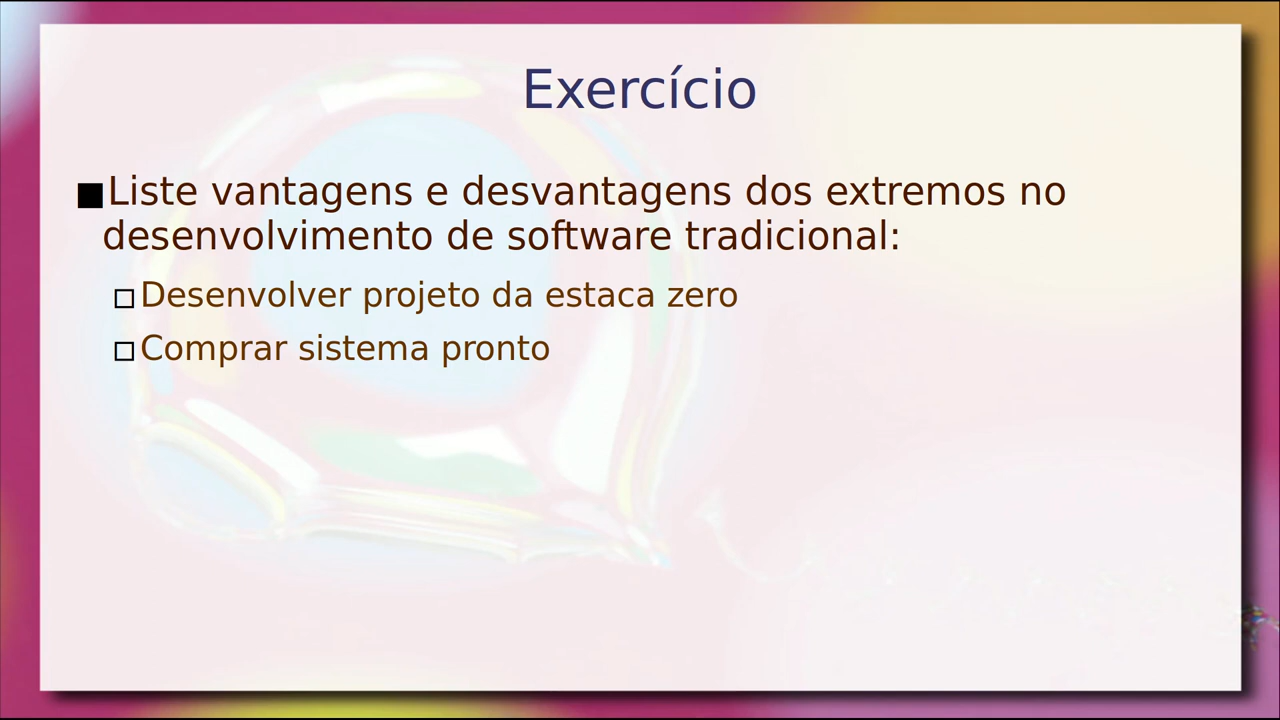 Exercício
■Liste vantagens e desvantagens dos extremos no
desenvolvimento de software tradicional:
□Desenvolver projeto da estaca zero
□Comprar sistema pronto